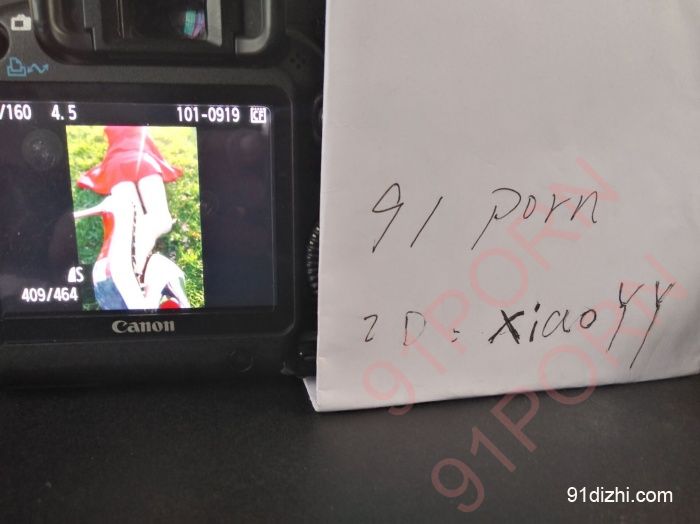 /160 4.5 101-0919
S
409/464
Canon
91 porn
ID: xiaoYY
91PORN
91PORN
91dizhi.com